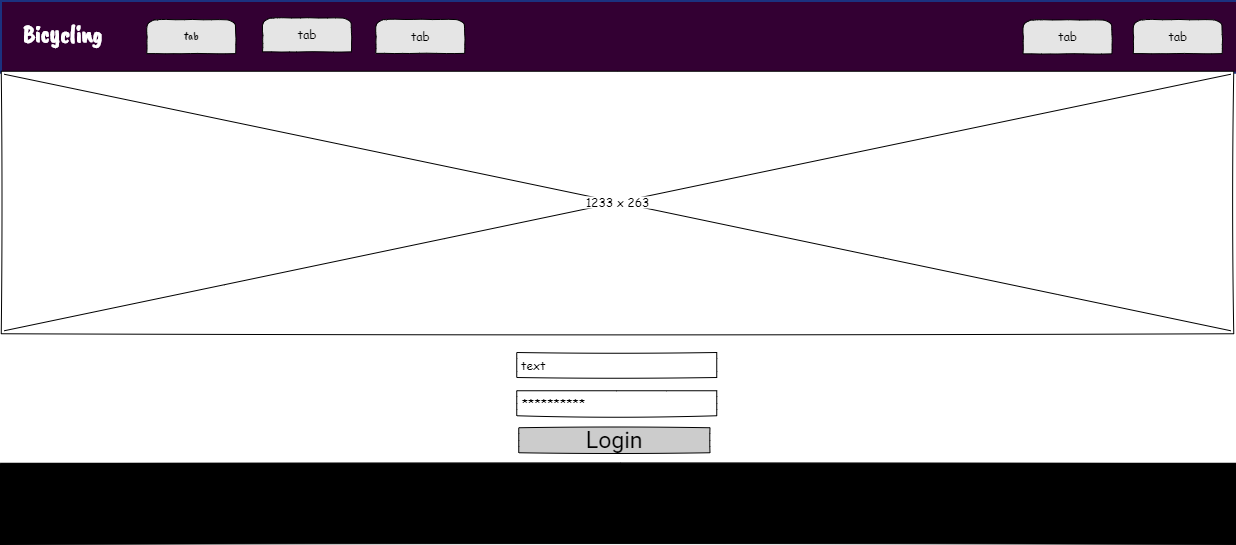 Bicycling tab tab tab tab tab
1233 x 263
text
**********
Login